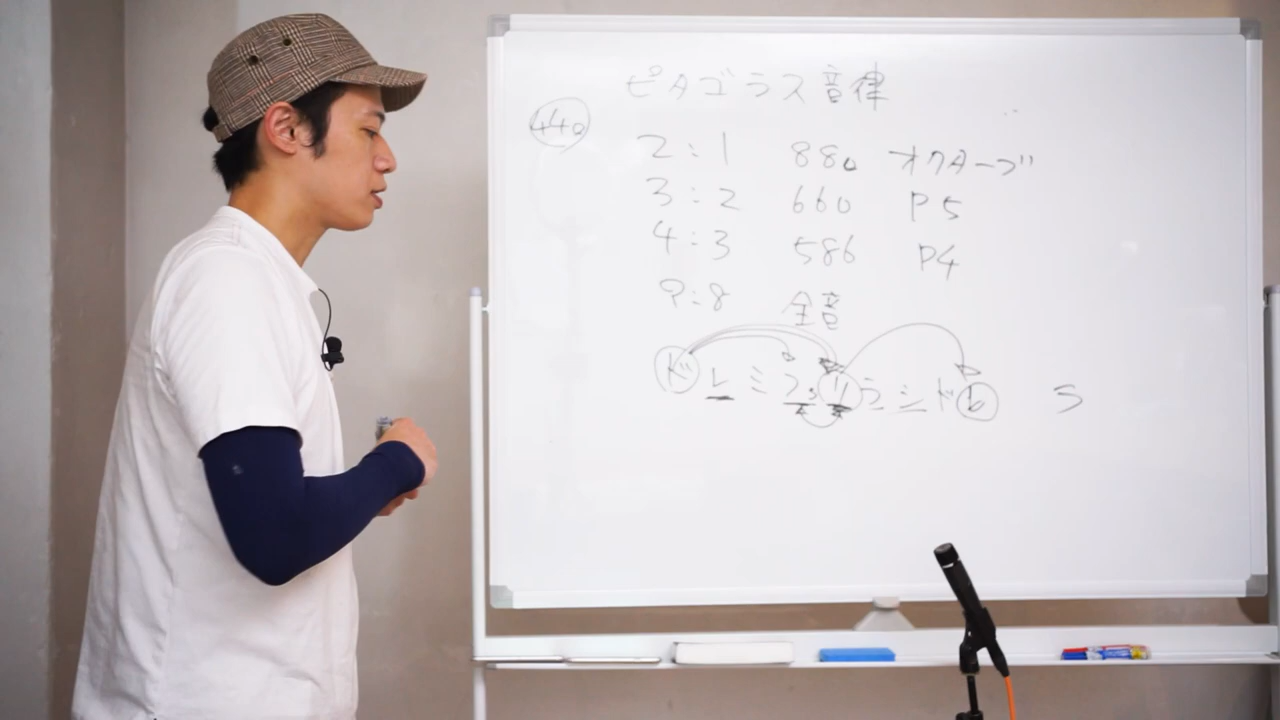 ピタゴラス音律
440
2:1 880 オクターブ
3:2 660 P5
4:3 586 P4
9:8 全音
ド レ ミ ファ ソ ラ シ ド